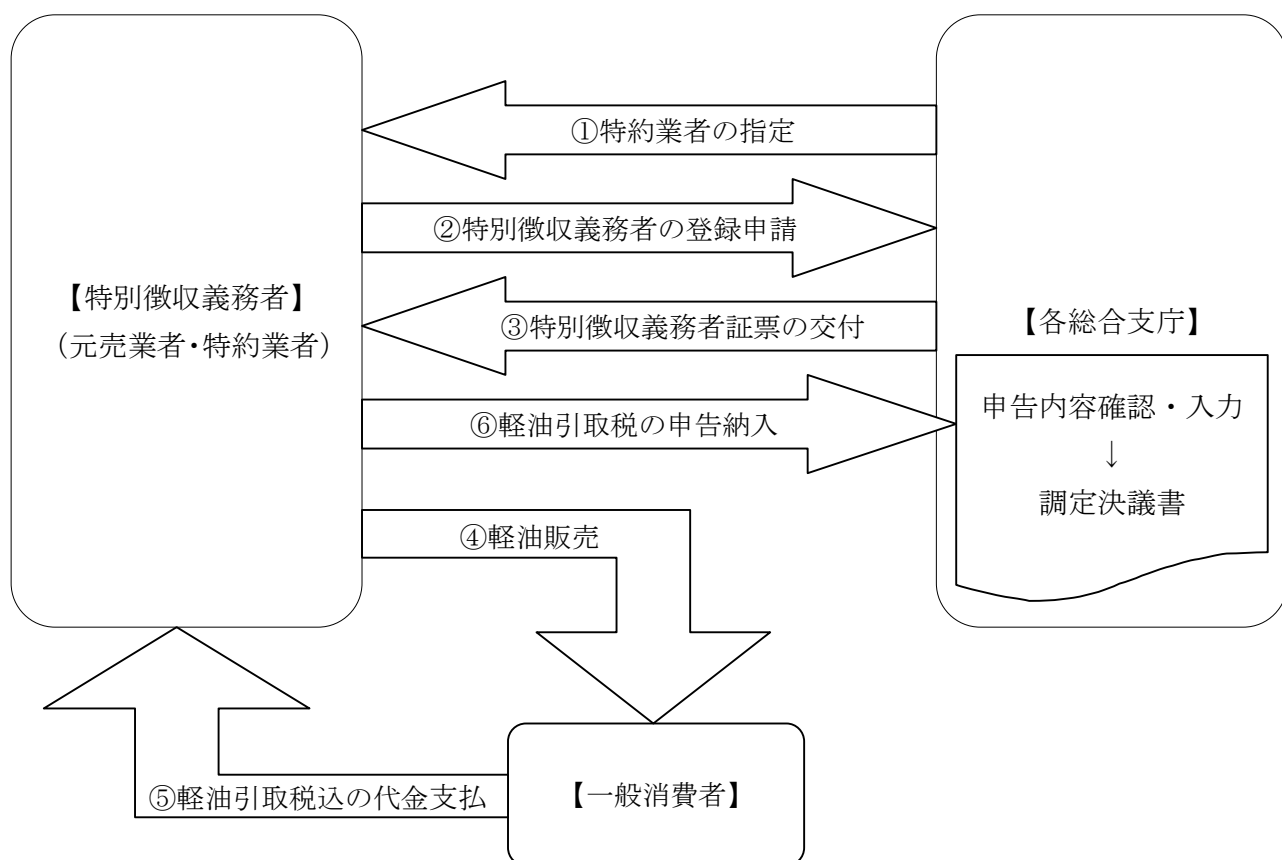 ①特約業者の指定
②特別徴収義務者の登録申請
【特別徴収義務者】
（元売業者・特約業者）
③特別徴収義務者証票の交付
【各総合支庁】
⑥軽油引取税の申告納入
申告内容確認・入力
↓
調定決議書
④軽油販売
⑤軽油引取税込の代金支払
【一般消費者】